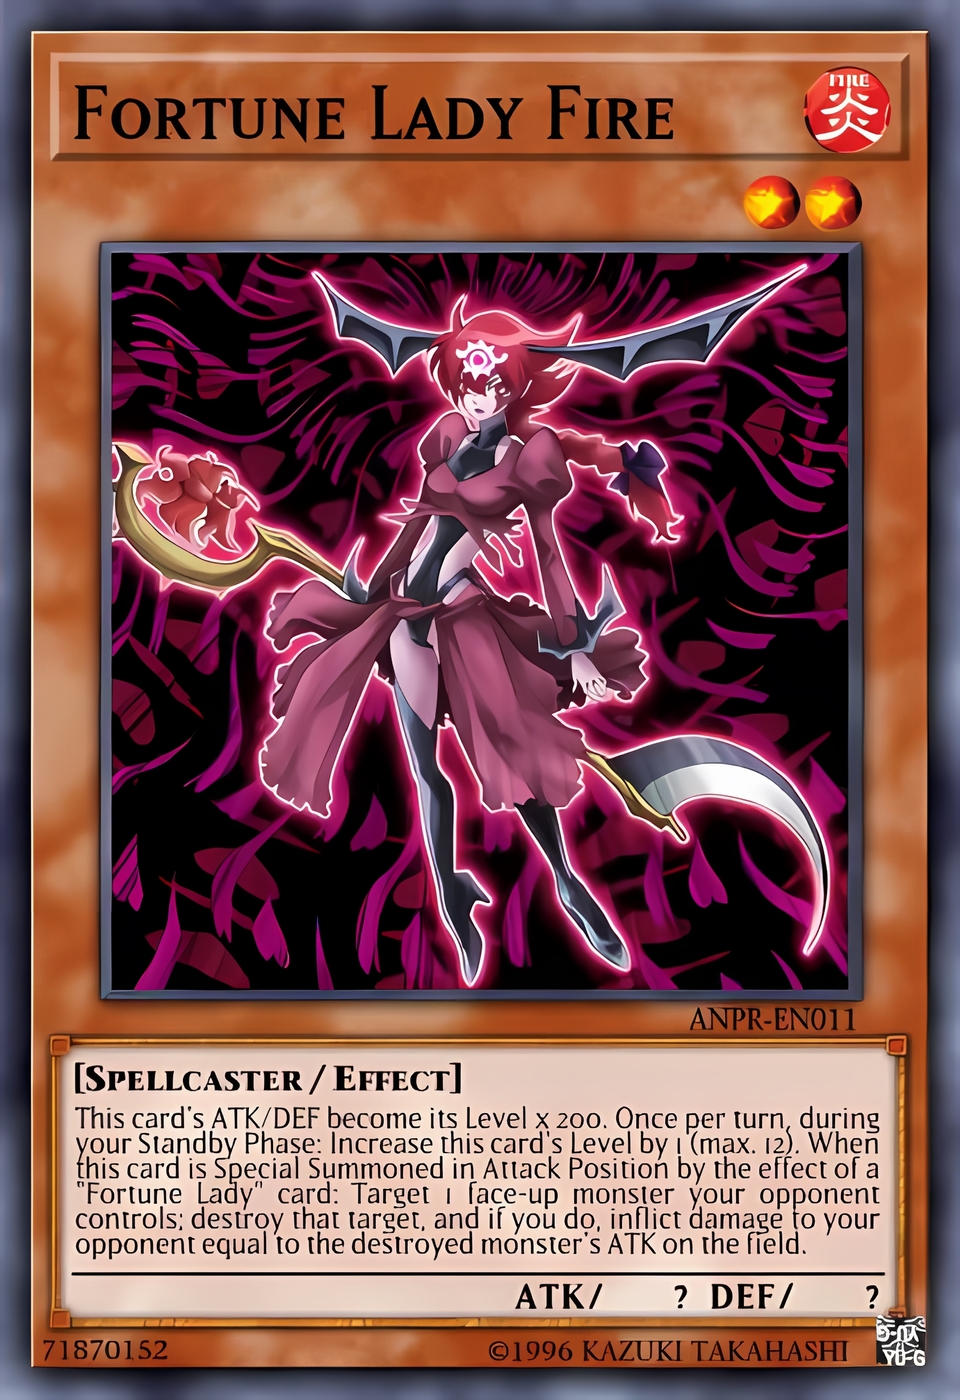 Fortune Lady Fire
FIRE
炎
ANPR-EN011
[Spellcaster / Effect]
This card's ATK/DEF become its Level x 200. Once per turn, during
your Standby Phase: Increase this card's Level by 1 (max. 12). When
this card is Special Summoned in Attack Position by the effect of a
"Fortune Lady" card: Target 1 face-up monster your opponent
controls; destroy that target, and if you do, inflict damage to your
opponent equal to the destroyed monster's ATK on the field.
ATK/ ? DEF/ ?
71870152
©1996 KAZUKI TAKAHASHI